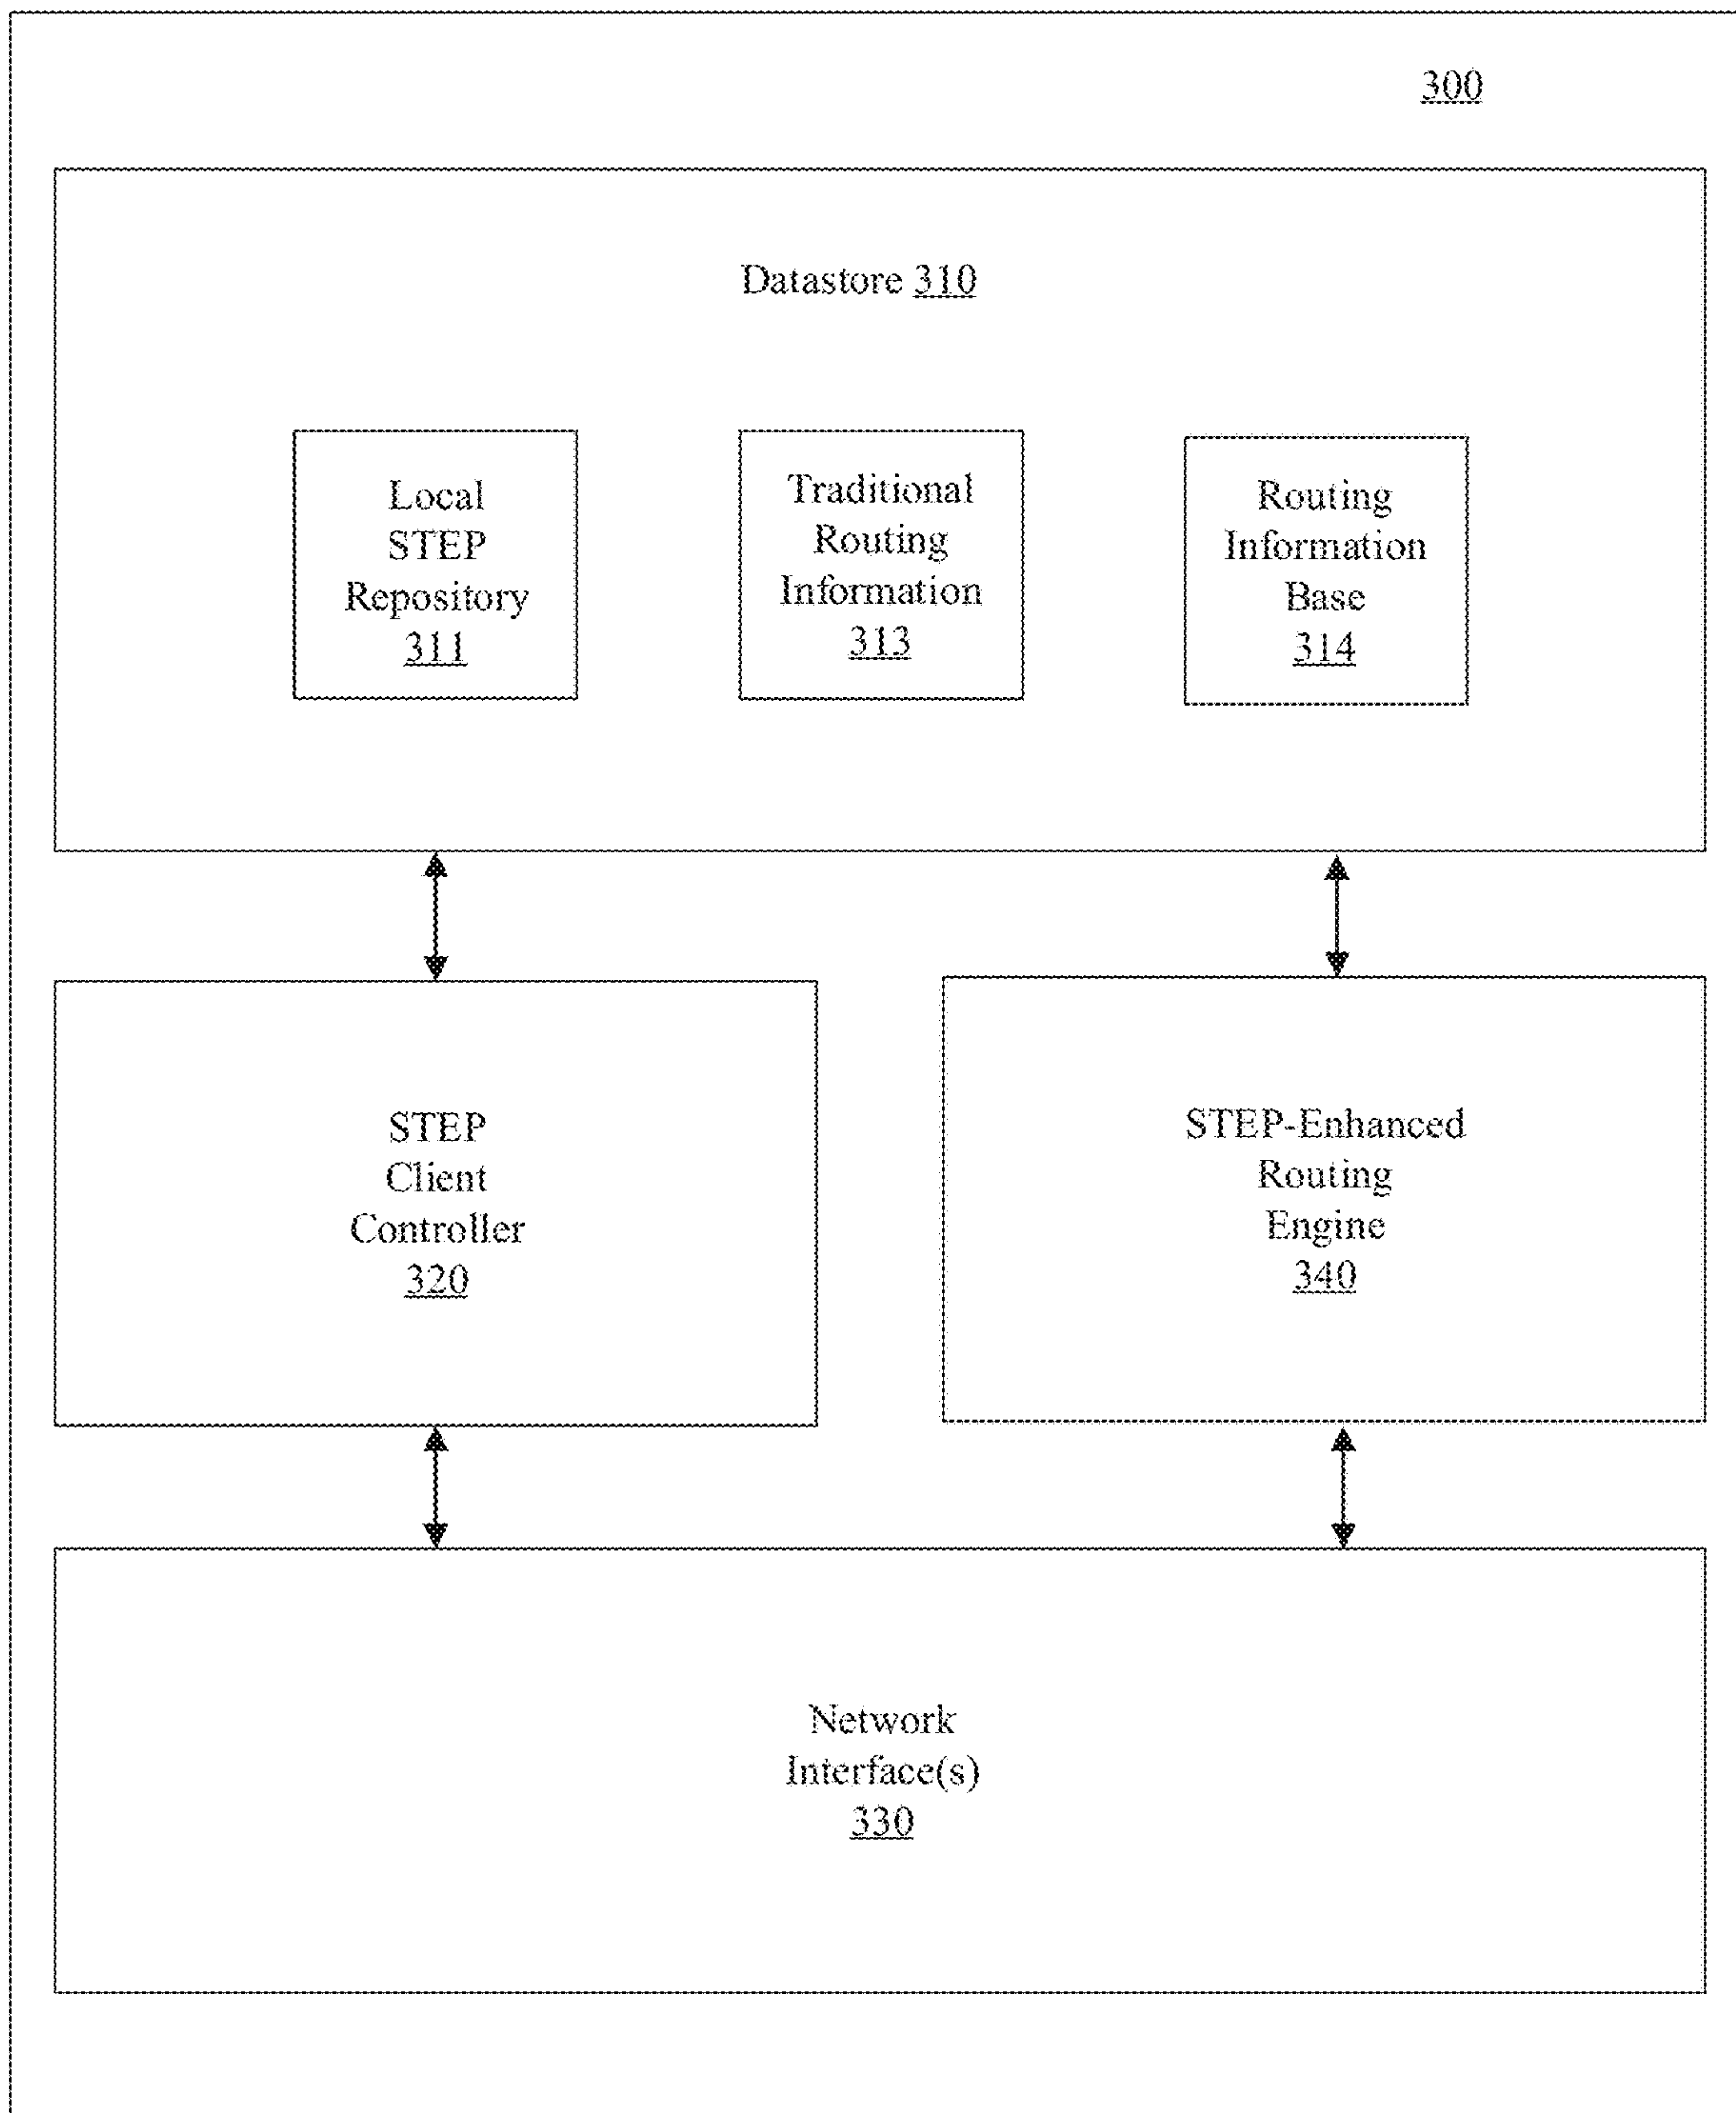 300
Datastore 310
Local
STEP
Repository
311
Traditional
Routing
Information
313
Routing
Information
Base
314
STEP
Client
Controller
320
STEP-Enhanced
Routing
Engine
340
Network
Interface(s)
330